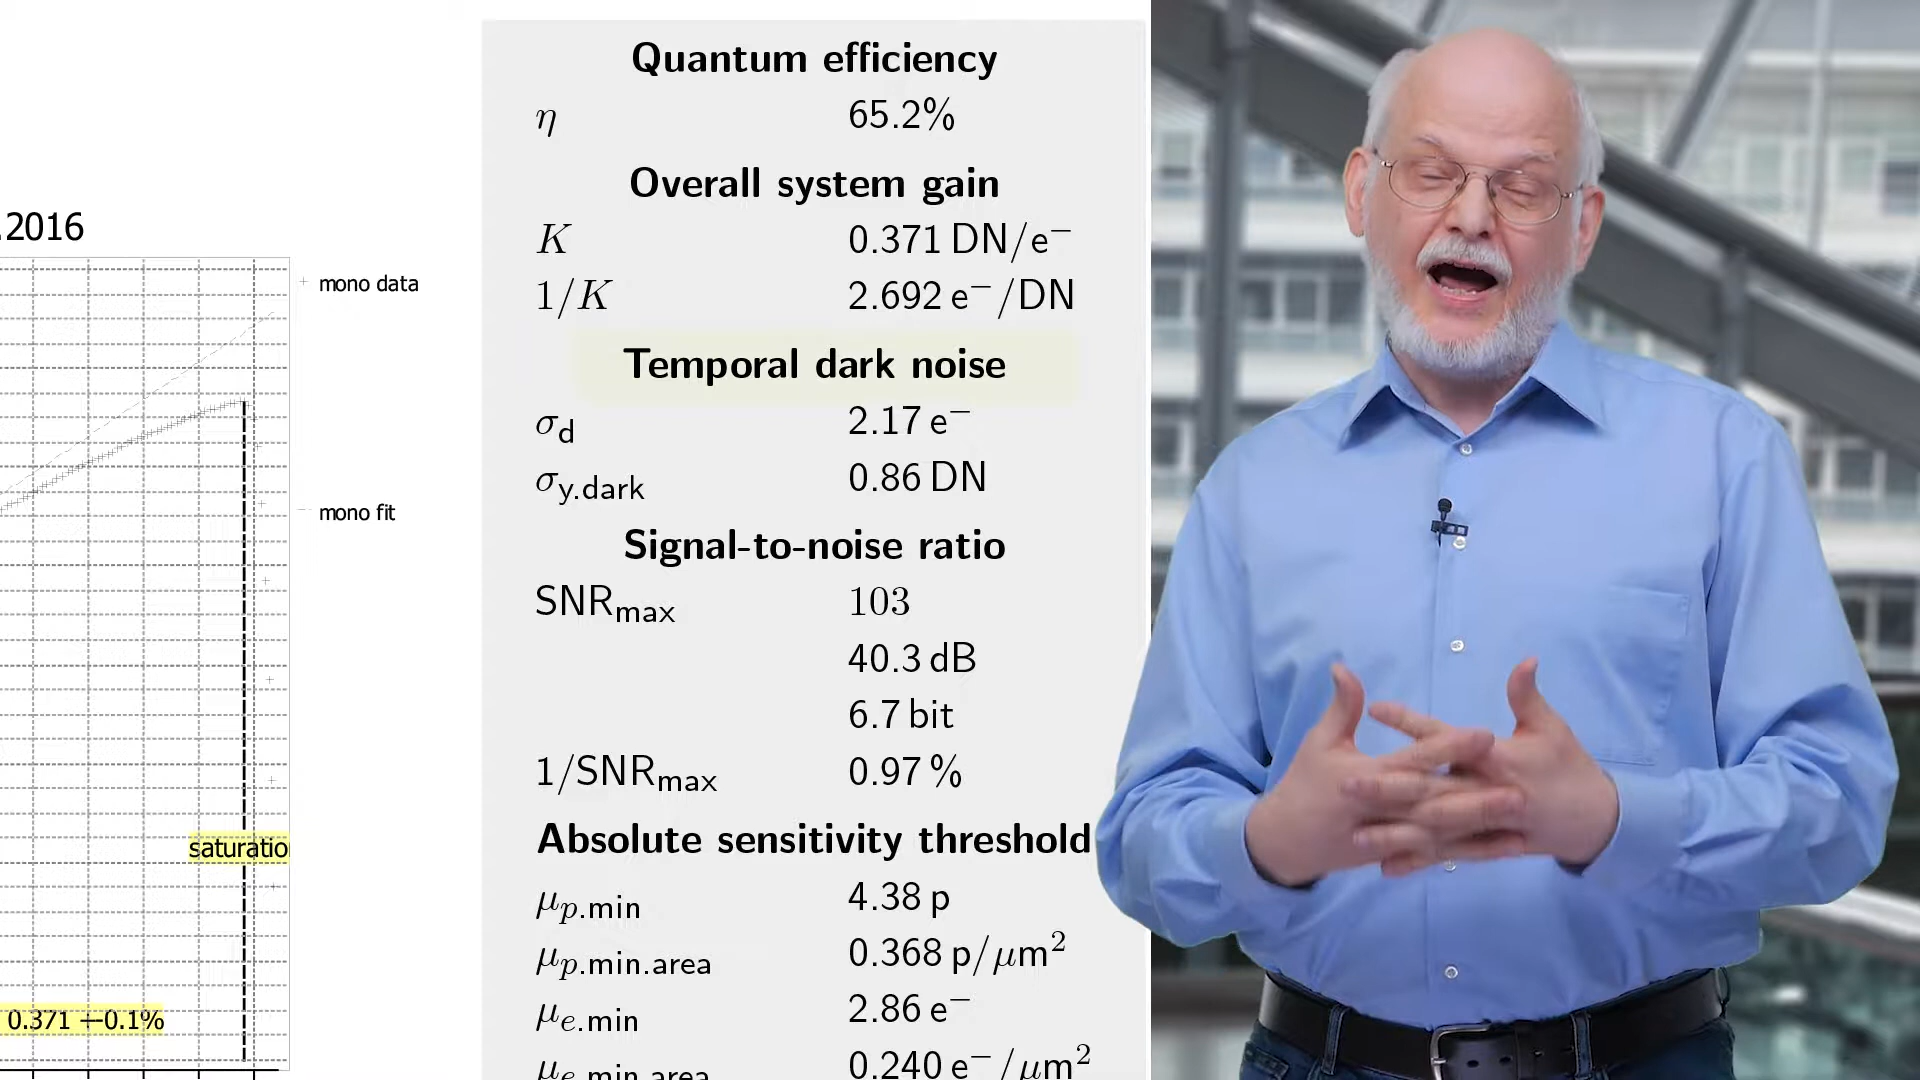 .2016
mono data
mono fit
saturatio
0.371 +-0.1%
Quantum efficiency
η 65.2%
Overall system gain
K 0.371 DN/e⁻
1/K 2.692 e⁻/DN
Temporal dark noise
σd 2.17 e⁻
σy.dark 0.86 DN
Signal-to-noise ratio
SNRmax 103
40.3 dB
6.7 bit
1/SNRmax 0.97 %
Absolute sensitivity threshold
μp.min 4.38 p
μp.min.area 0.368 p/μm²
μe.min 2.86 e⁻
μe.min.area 0.240 e⁻/μm²